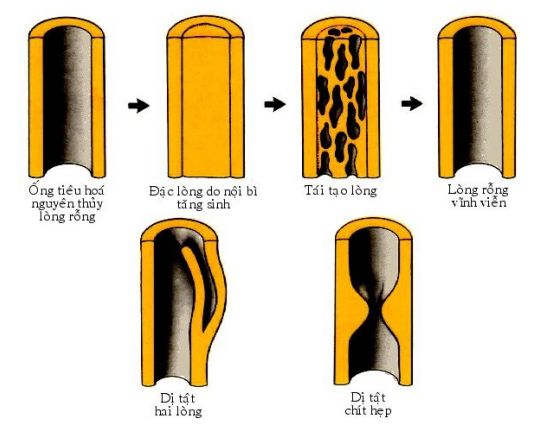 Ống tiêu hoá
nguyên thủy
lòng rỗng
Đặc lòng do nội bì
tăng sinh
Tái tạo lòng
Lòng rỗng
vĩnh viễn
Dị tật
hai lòng
Dị tật
chít hẹp